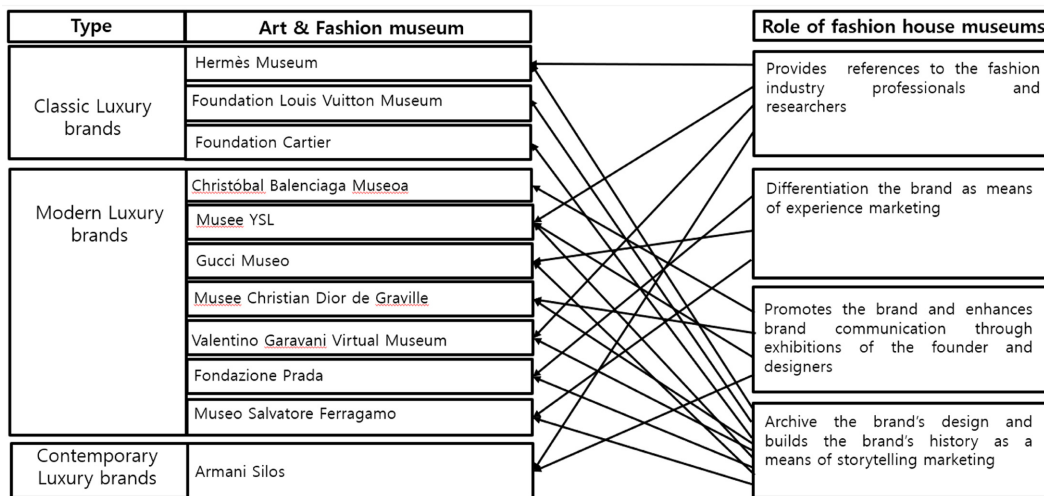 Type
Art & Fashion museum
Role of fashion house museums
Classic Luxury
brands
Hermès Museum
Foundation Louis Vuitton Museum
Foundation Cartier
Modern Luxury
brands
Christóbal Balenciaga Museoa
Musee YSL
Gucci Museo
Musee Christian Dior de Graville
Valentino Garavani Virtual Museum
Fondazione Prada
Museo Salvatore Ferragamo
Contemporary
Luxury brands
Armani Silos
Provides references to the fashion
industry professionals and
researchers
Differentiation the brand as means
of experience marketing
Promotes the brand and enhances
brand communication through
exhibitions of the founder and
designers
Archive the brand's design and
builds the brand's history as a
means of storytelling marketing